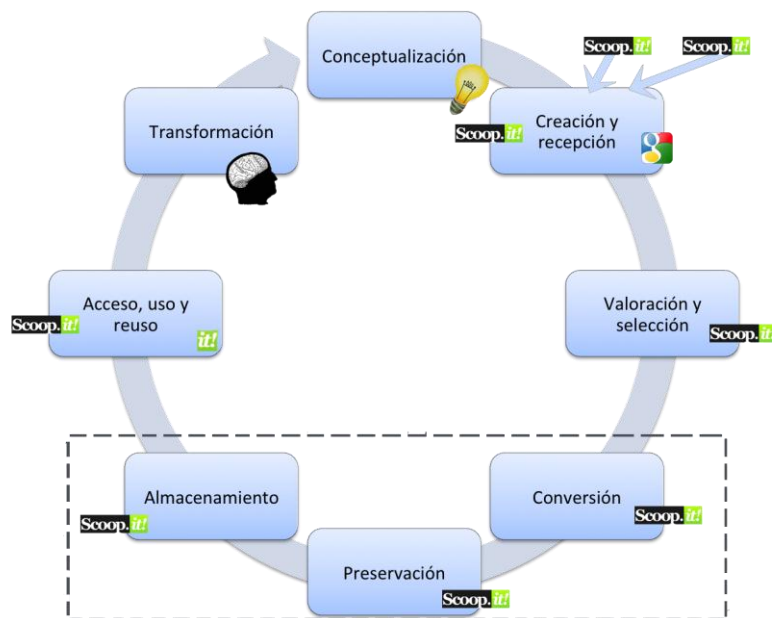 Conceptualización
Scoop.it!
Scoop.it!
Creación y
recepción
Scoop.it!
g
Valoración y
selección
Scoop.it!
Conversión
Scoop.it!
Preservación
Scoop.it!
Almacenamiento
Scoop.it!
Acceso, uso y
reuso
Scoop.it!
it!
Transformación